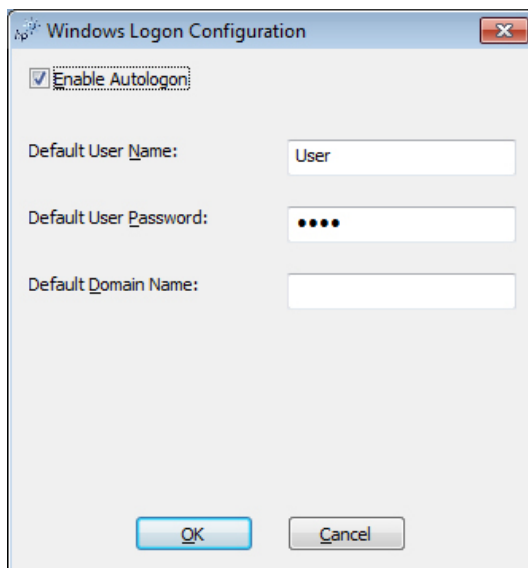 Windows Logon Configuration
Enable Autologon
Default User Name: User
Default User Password: ••••
Default Domain Name:
OK Cancel